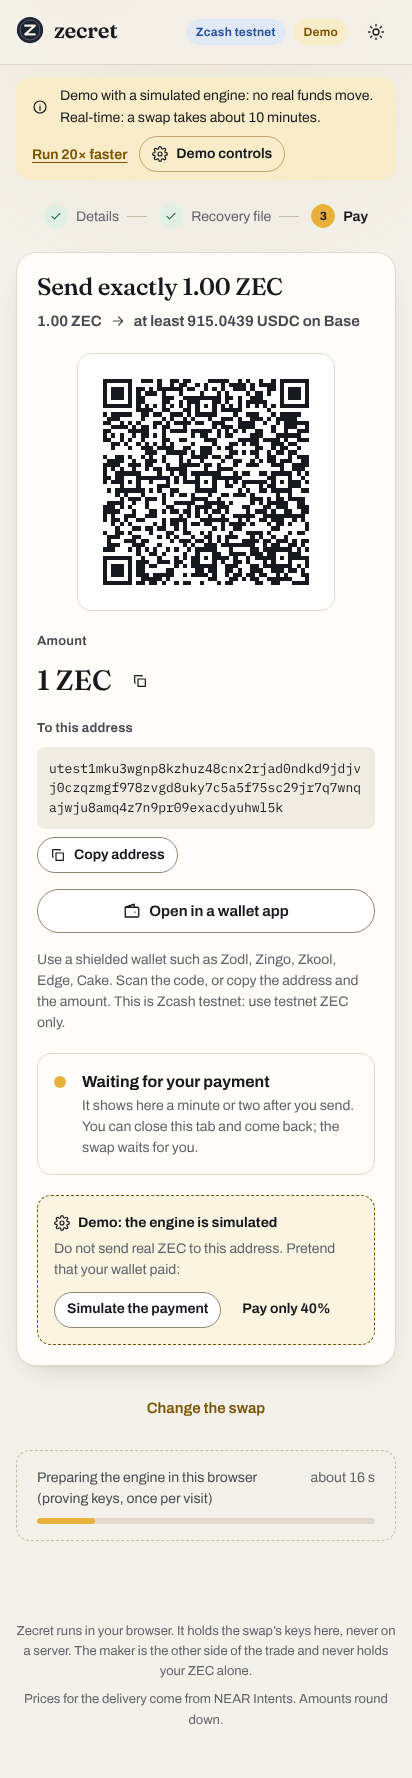 zecret
Zcash testnet
Demo
Demo with a simulated engine: no real funds move.
Real-time: a swap takes about 10 minutes.
Run 20× faster
Demo controls
Details
Recovery file
3 Pay
Send exactly 1.00 ZEC
1.00 ZEC → at least 915.0439 USDC on Base
Amount
1 ZEC
To this address
utest1mku3wgnp8kzhuz48cnx2rjad0ndkd9jdjv
j0czqzmgf978zvgd8uky7c5a5f75sc29jr7q7wnq
ajwju8amq4z7n9pr09exacdyuhwl5k
Copy address
Open in a wallet app
Use a shielded wallet such as Zodl, Zingo, Zkool,
Edge, Cake. Scan the code, or copy the address and
the amount. This is Zcash testnet: use testnet ZEC
only.
Waiting for your payment
It shows here a minute or two after you send.
You can close this tab and come back; the
swap waits for you.
Demo: the engine is simulated
Do not send real ZEC to this address. Pretend
that your wallet paid:
Simulate the payment
Pay only 40%
Change the swap
Preparing the engine in this browser
(proving keys, once per visit)
about 16 s
Zecret runs in your browser. It holds the swap's keys here, never on
a server. The maker is the other side of the trade and never holds
your ZEC alone.
Prices for the delivery come from NEAR Intents. Amounts round
down.